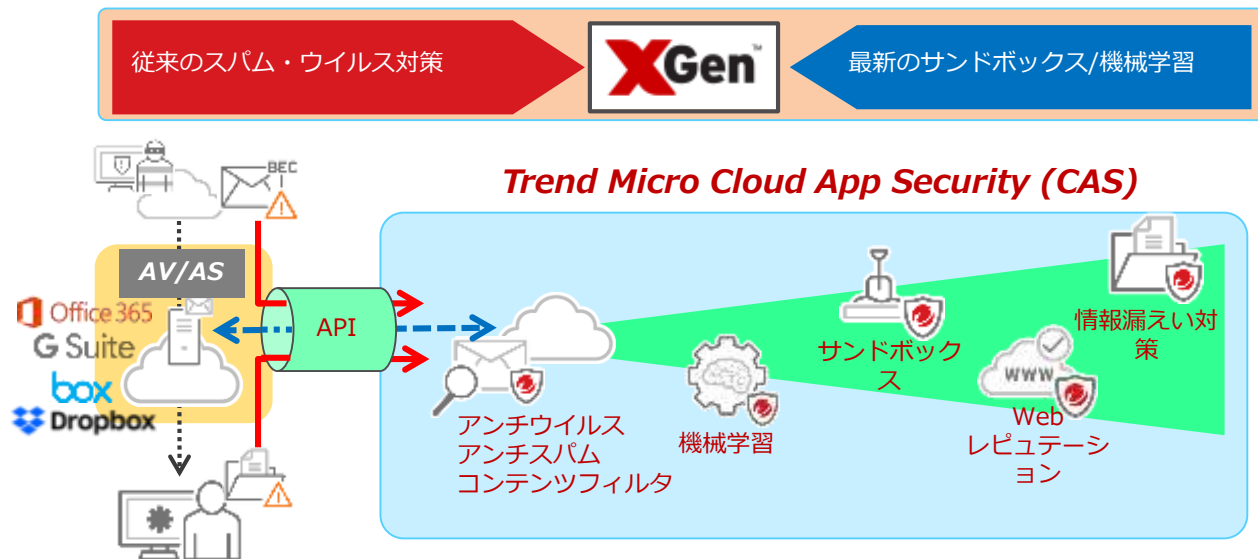 従来のスパム・ウイルス対策
XGen™
最新のサンドボックス/機械学習
BEC
Trend Micro Cloud App Security (CAS)
AV/AS
Office 365
G Suite
box
Dropbox
API
アンチウイルス
アンチスパム
コンテンツフィルタ
機械学習
サンドボック
ス
www
Web
レピュテーシ
ョン
情報漏えい対
策